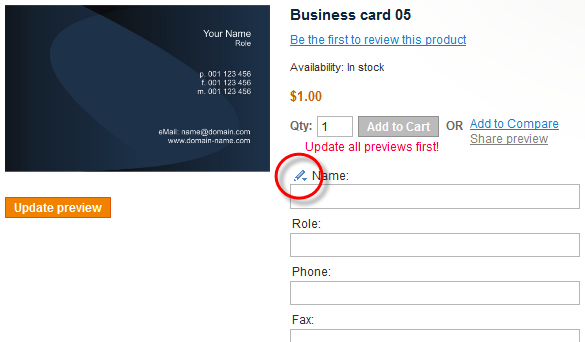 Your Name
Role
p. 001 123 456
f. 001 123 456
m. 001 123 456
eMail: name@domain.com
www.domain-name.com
Update preview
Business card 05
Be the first to review this product
Availability: In stock
$1.00
Qty: 1 Add to Cart OR Add to Compare
Share preview
Update all previews first!
Name:
Role:
Phone:
Fax: